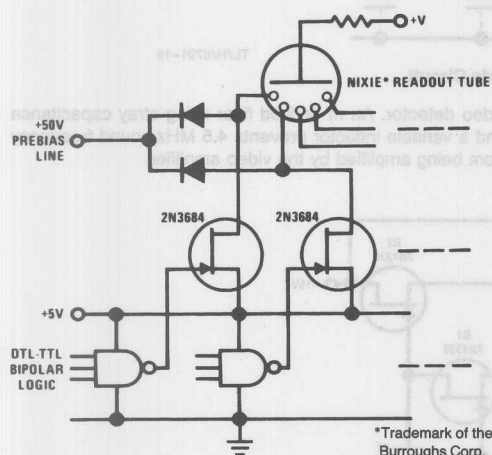 +V
NIXIE* READOUT TUBE
+50V
PREBIAS
LINE
2N3684
2N3684
+5V
DTL-TTL
BIPOLAR
LOGIC
*Trademark of the
Burroughs Corp.